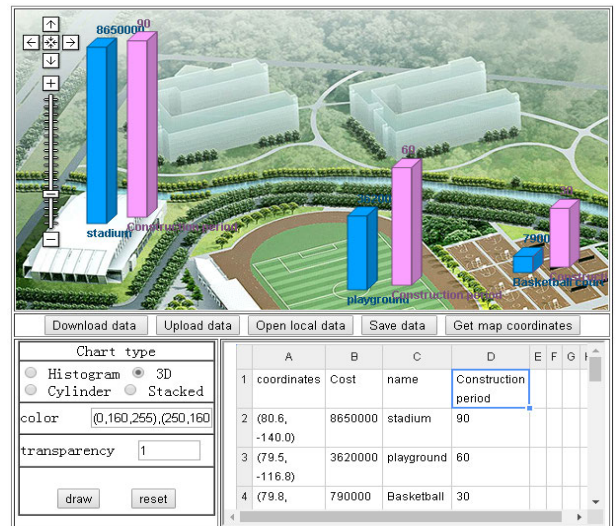 8650000
90
60
30
stadium
Construction period
playground
Construction period
Basketball court
Download data
Upload data
Open local data
Save data
Get map coordinates
Chart type
Histogram
3D
Cylinder
Stacked
color
(0,160,255),(250,160
transparency
1
draw
reset
A B C D E F G
1 coordinates Cost name Construction period
2 (80.6, -140.0) 8650000 stadium 90
3 (79.5, -116.8) 3620000 playground 60
4 (79.8, 790000 Basketball 30